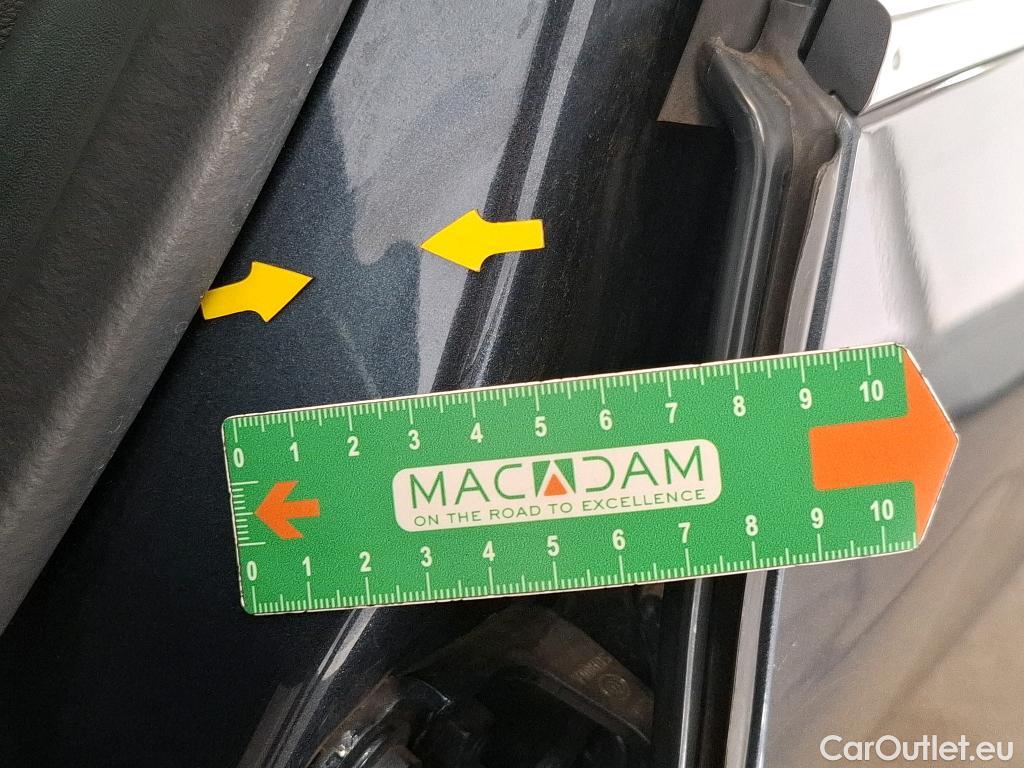 0 1 2 3 4 5 6 7 8 9 10
MACADAM
ON THE ROAD TO EXCELLENCE
0 1 2 3 4 5 6 7 8 9 10
CarOutlet.eu